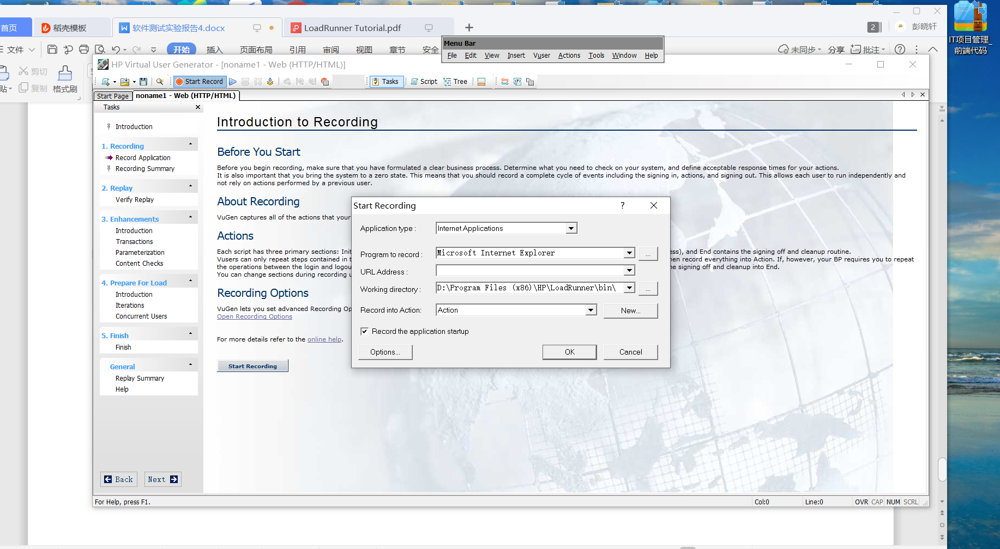 首页
稻壳模板
软件测试实验报告4.docx
LoadRunner Tutorial.pdf
2
彭晓轩
文件
开始
插入
页面布局
引用
审阅
视图
章节
安全
未同步
分享
批注
剪切
复制
格式刷
贴
Menu Bar
File Edit View Insert Vuser Actions Tools Window Help
HP Virtual User Generator - [noname1 - Web (HTTP/HTML)]
Start Record
Tasks
Script
Tree
Start Page
noname1 - Web (HTTP/HTML)
Tasks
Introduction
1. Recording
Record Application
Recording Summary
2. Replay
Verify Replay
3. Enhancements
Introduction
Transactions
Parameterization
Content Checks
4. Prepare For Load
Introduction
Iterations
Concurrent Users
5. Finish
Finish
General
Replay Summary
Help
Back
Next
Introduction to Recording
Before You Start
Before you begin recording, make sure that you have formulated a clear business process. Determine what you need to check on your system, and define acceptable response times for your actions.
It is also important that you bring the system to a zero state. This means that you should record a complete cycle of events including the signing in, actions, and signing out. This allows each user to run independently and
not rely on actions performed by a previous user.
About Recording
VuGen captures all of the actions that your
Actions
Each script has three primary sections: Init
ss), and End contains the signing off and cleanup routine.
Vusers can only repeat steps contained in t
en record everything into Action. If, however, your BP requires you to repeat
the operations between the login and logou
e signing off and cleanup into End.
You can change sections during recording u
Recording Options
VuGen lets you set advanced Recording Op
Open Recording Options
For more details refer to the online help.
Start Recording
Start Recording
?
Application type :
Internet Applications
Program to record :
Microsoft Internet Explorer
...
URL Address :
Working directory :
D:\Program Files (x86)\HP\LoadRunner\bin\
...
Record into Action:
Action
New...
Record the application startup
Options...
OK
Cancel
For Help, press F1.
Col:0
Line:0
OVR CAP NUM SCRL
360
IT项目管理_
前端代码